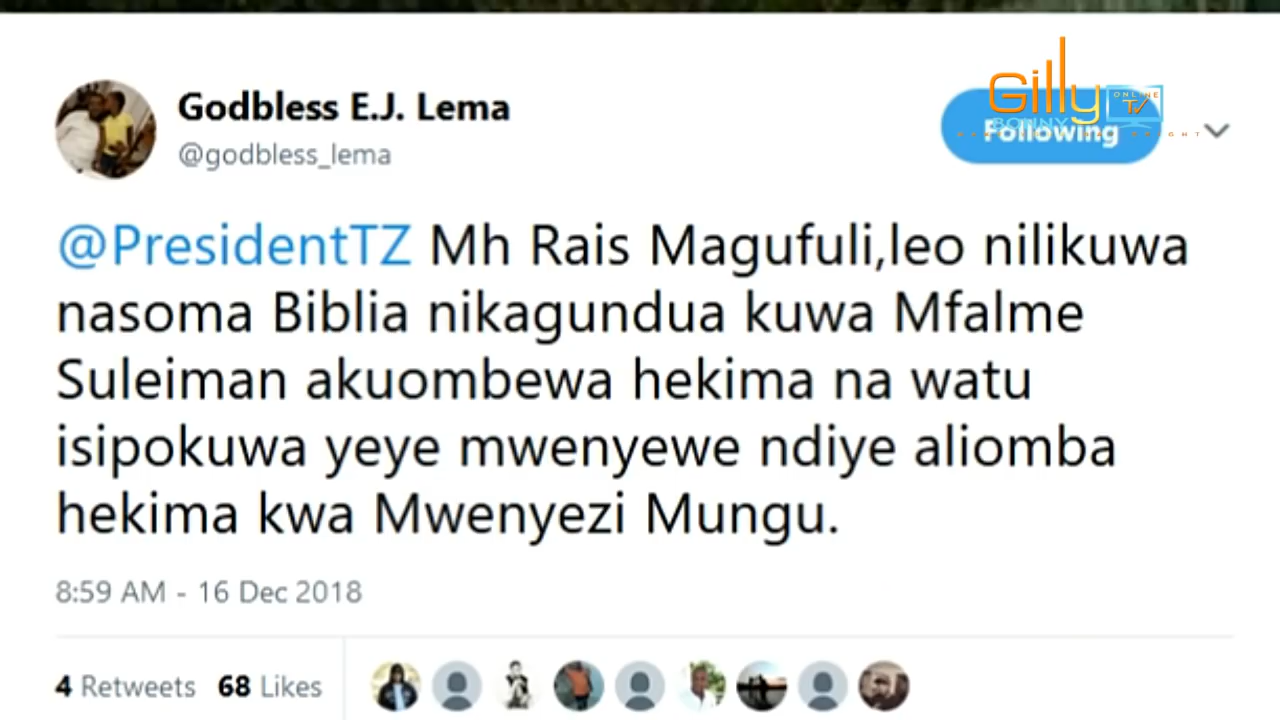 Godbless E.J. Lema
@godbless_lema
Gilly
ONLINE
TV
BONNY
Following
@PresidentTZ Mh Rais Magufuli,leo nilikuwa
nasoma Biblia nikagundua kuwa Mfalme
Suleiman akuombewa hekima na watu
isipokuwa yeye mwenyewe ndiye aliomba
hekima kwa Mwenyezi Mungu.
8:59 AM - 16 Dec 2018
4 Retweets 68 Likes